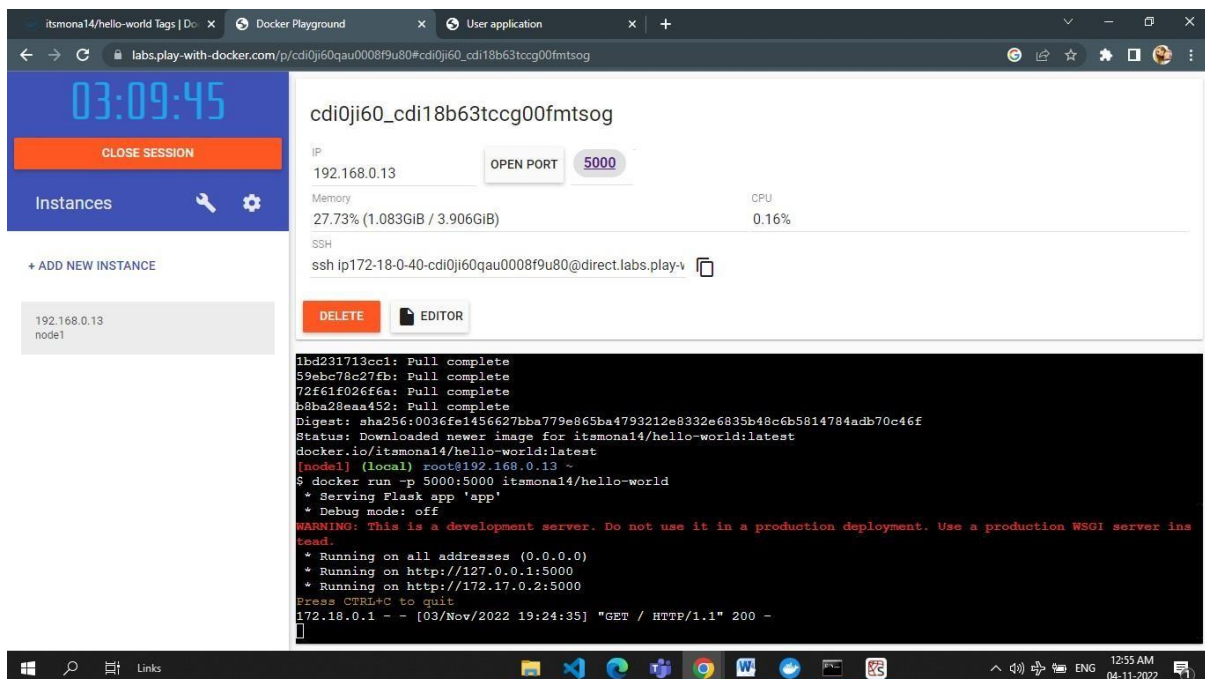 itsmona14/hello-world Tags | Do
Docker Playground
User application
labs.play-with-docker.com/p/cdi0ji60qau0008f9u80#cdi0ji60_cdi18b63tccg00fmtsog
03:09:45
CLOSE SESSION
Instances
+ ADD NEW INSTANCE
192.168.0.13
node1
cdi0ji60_cdi18b63tccg00fmtsog
IP
192.168.0.13
OPEN PORT
5000
Memory
27.73% (1.083GiB / 3.906GiB)
CPU
0.16%
SSH
ssh ip172-18-0-40-cdi0ji60qau0008f9u80@direct.labs.play-v
DELETE
EDITOR
1bd231713cc1: Pull complete
59ebc78c27fb: Pull complete
72f61f026f6a: Pull complete
b8ba28eaa452: Pull complete
Digest: sha256:0036fe1456627bba779e865ba4793212e8332e6835b48c6b5814784adb70c46f
Status: Downloaded newer image for itsmona14/hello-world:latest
docker.io/itsmona14/hello-world:latest
[node1] (local) root@192.168.0.13 ~
$ docker run -p 5000:5000 itsmona14/hello-world
* Serving Flask app 'app'
* Debug mode: off
WARNING: This is a development server. Do not use it in a production deployment. Use a production WSGI server ins
tead.
* Running on all addresses (0.0.0.0)
* Running on http://127.0.0.1:5000
* Running on http://172.17.0.2:5000
Press CTRL+C to quit
172.18.0.1 - - [03/Nov/2022 19:24:35] "GET / HTTP/1.1" 200 -
Links
ENG
12:55 AM
04-11-2022